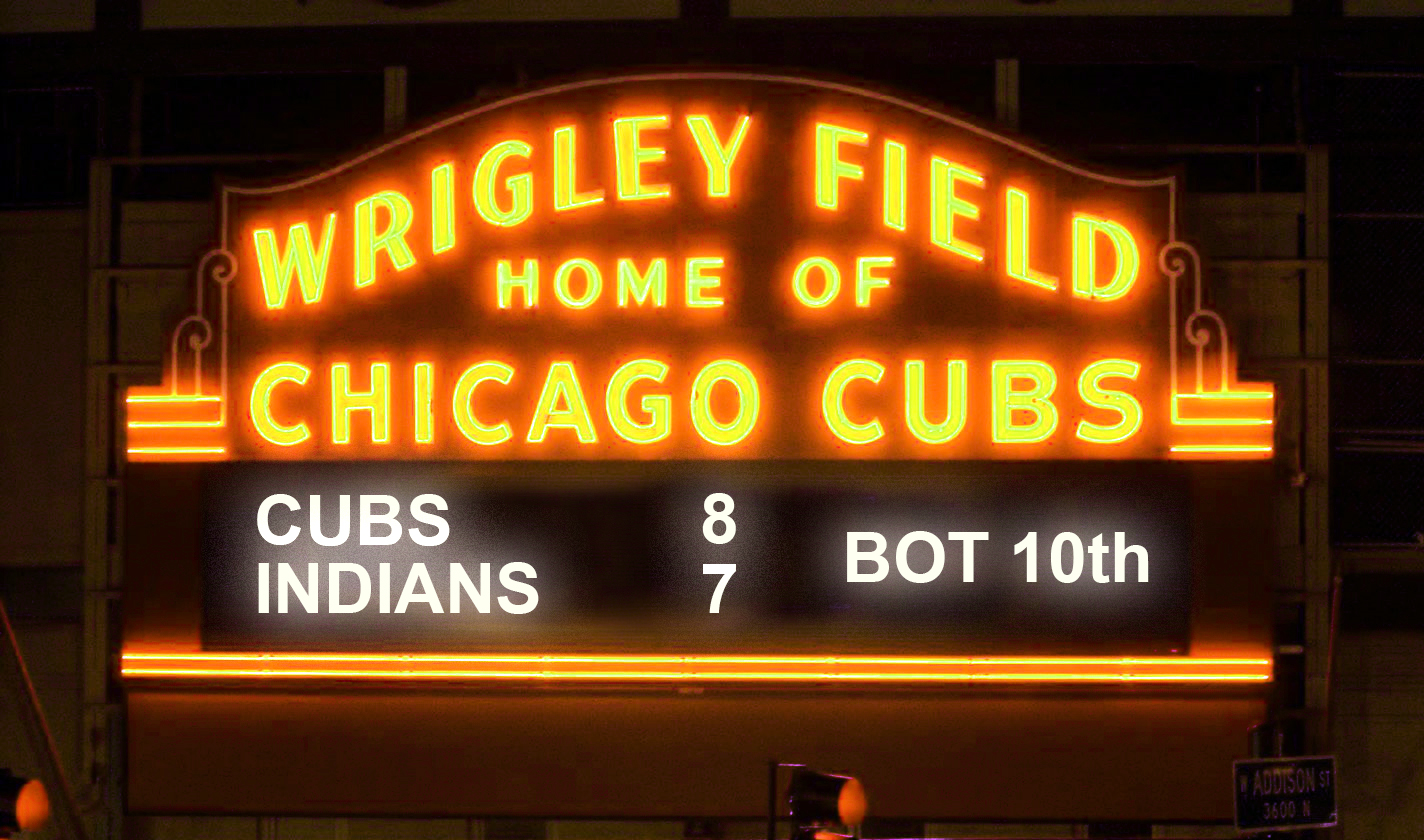 WRIGLEY FIELD
HOME OF
CHICAGO CUBS
CUBS 8
INDIANS 7
BOT 10th
W ADDISON ST
3600 N